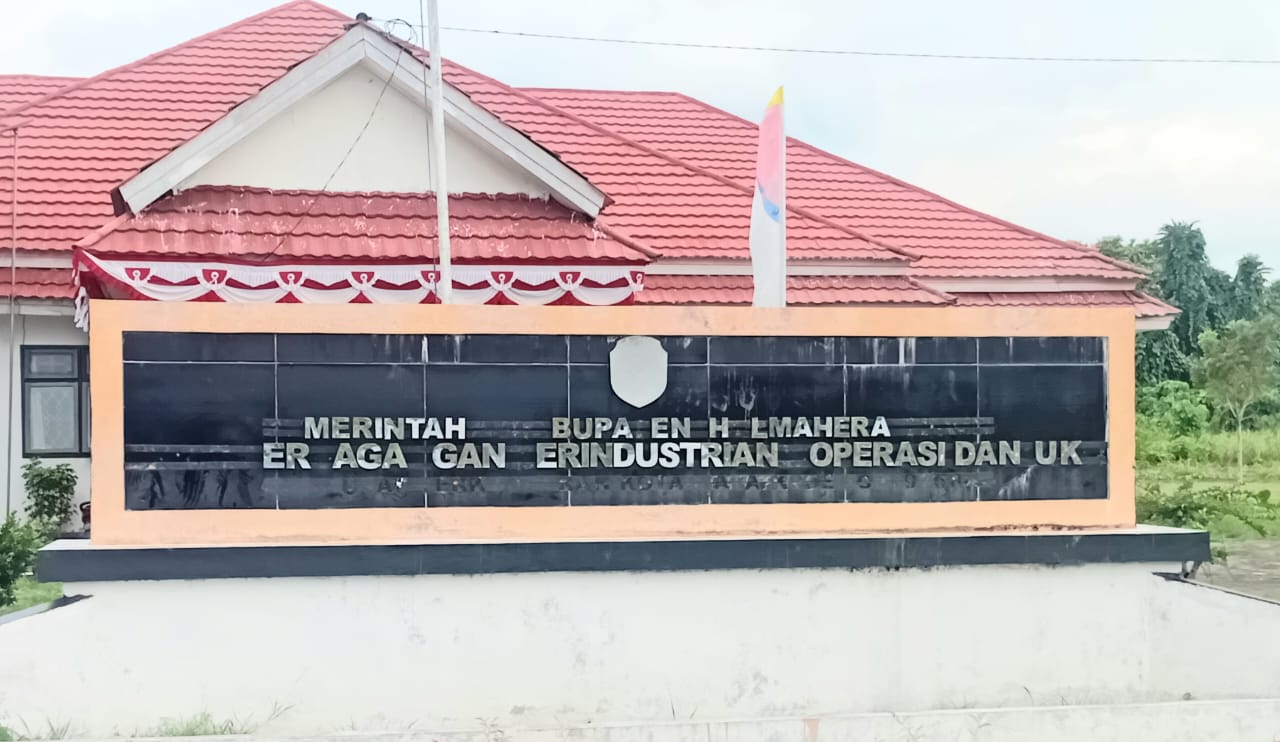 MERINTAH BUPA EN H LMAHERA
ER AGA GAN ERINDUSTRIAN OPERASI DAN UK